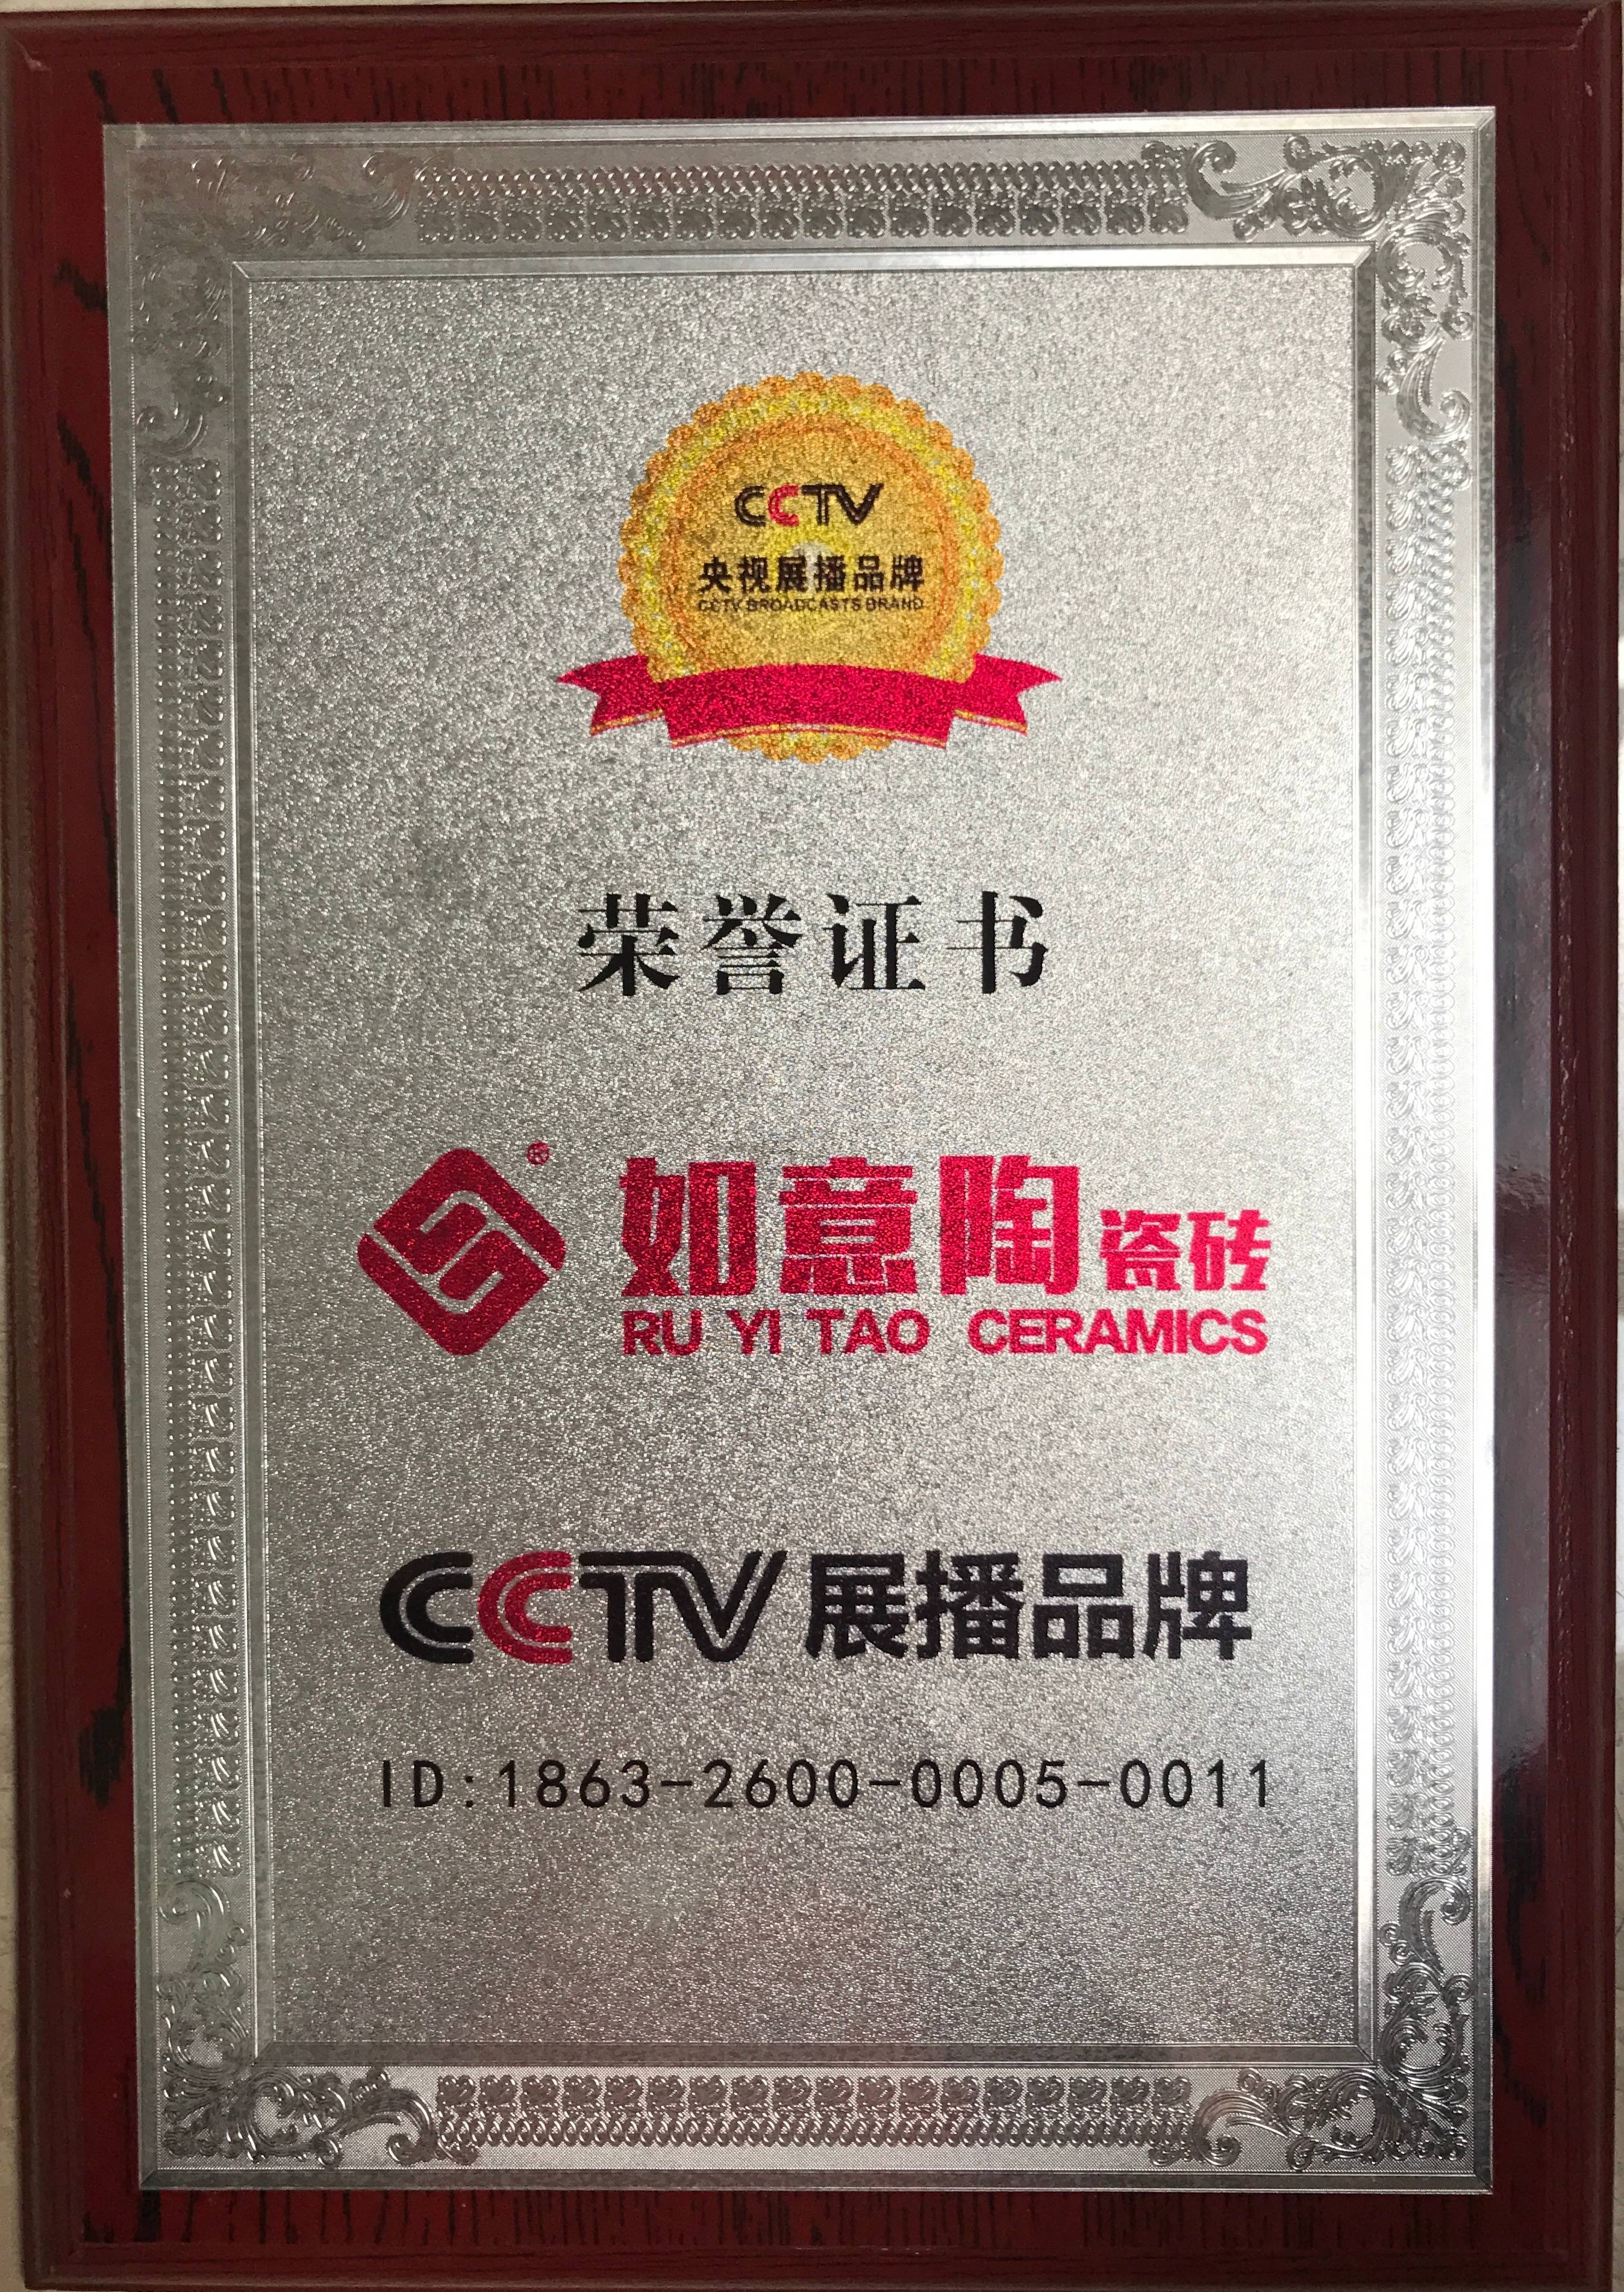 CCTV
央视展播品牌
CCTV BROADCASTS BRAND
荣誉证书
®
如意陶瓷砖
RU YI TAO CERAMICS
CCTV展播品牌
ID:1863-2600-0005-0011